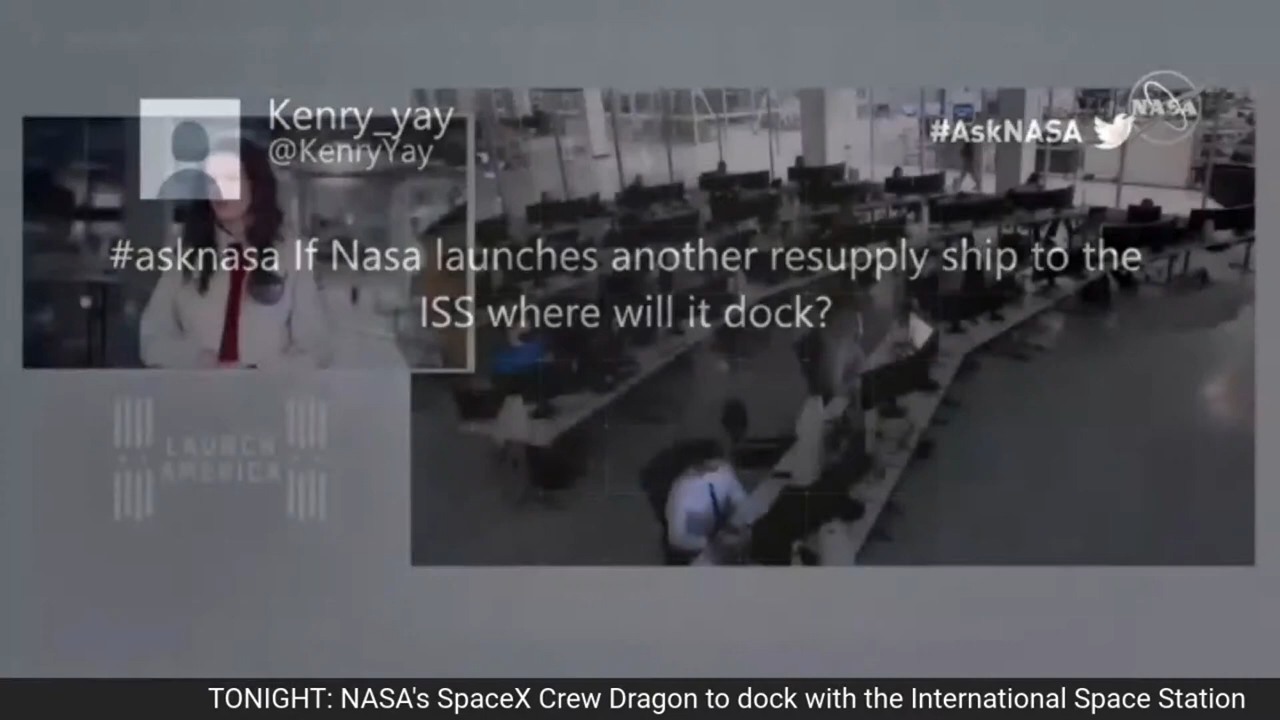 Kenry_yay
@KenryYay
#AskNASA
NASA
#asknasa If Nasa launches another resupply ship to the
ISS where will it dock?
LAUNCH
AMERICA
TONIGHT: NASA's SpaceX Crew Dragon to dock with the International Space Station